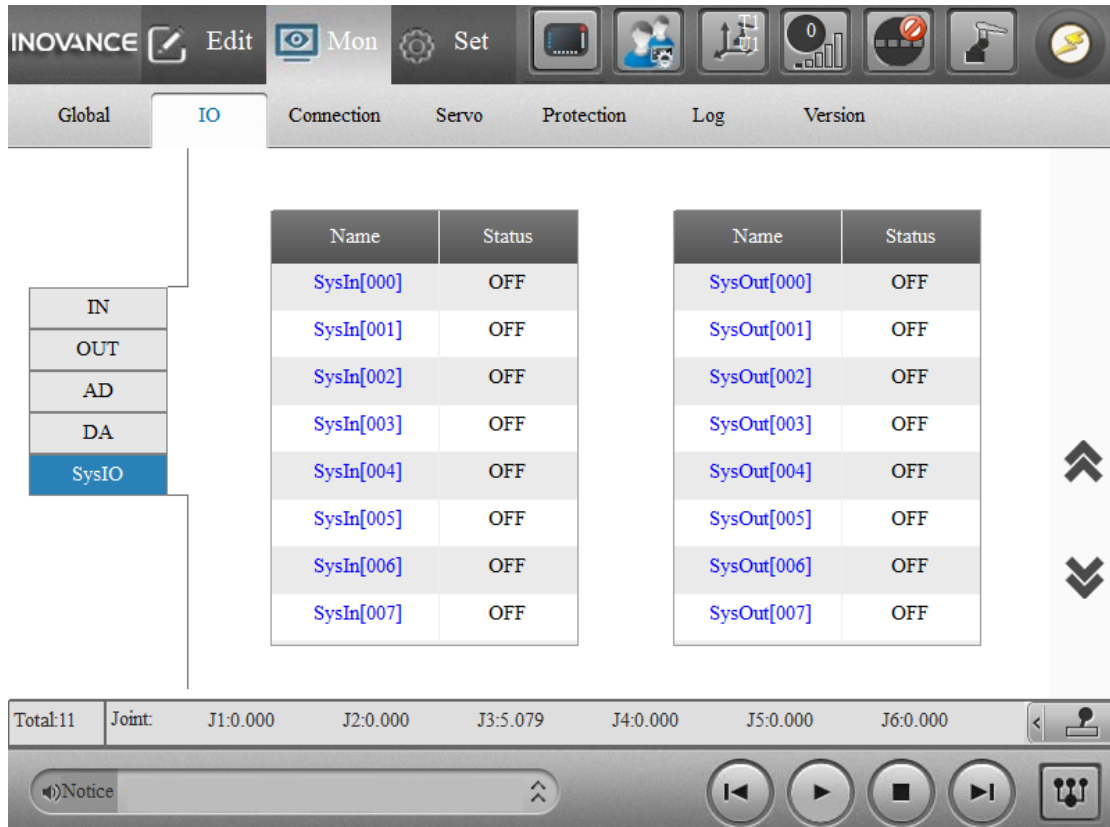 INOVANCE Edit Mon Set T1 U1 0
Global IO Connection Servo Protection Log Version
Name Status Name Status
SysIn[000] OFF SysOut[000] OFF
IN
SysIn[001] OFF SysOut[001] OFF
OUT
SysIn[002] OFF SysOut[002] OFF
AD
SysIn[003] OFF SysOut[003] OFF
DA
SysIn[004] OFF SysOut[004] OFF
SysIO
SysIn[005] OFF SysOut[005] OFF
SysIn[006] OFF SysOut[006] OFF
SysIn[007] OFF SysOut[007] OFF
Total:11 Joint: J1:0.000 J2:0.000 J3:5.079 J4:0.000 J5:0.000 J6:0.000
Notice